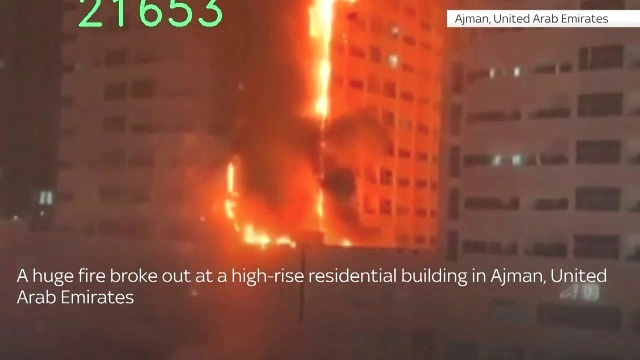 21653
Ajman, United Arab Emirates
A huge fire broke out at a high-rise residential building in Ajman, United
Arab Emirates